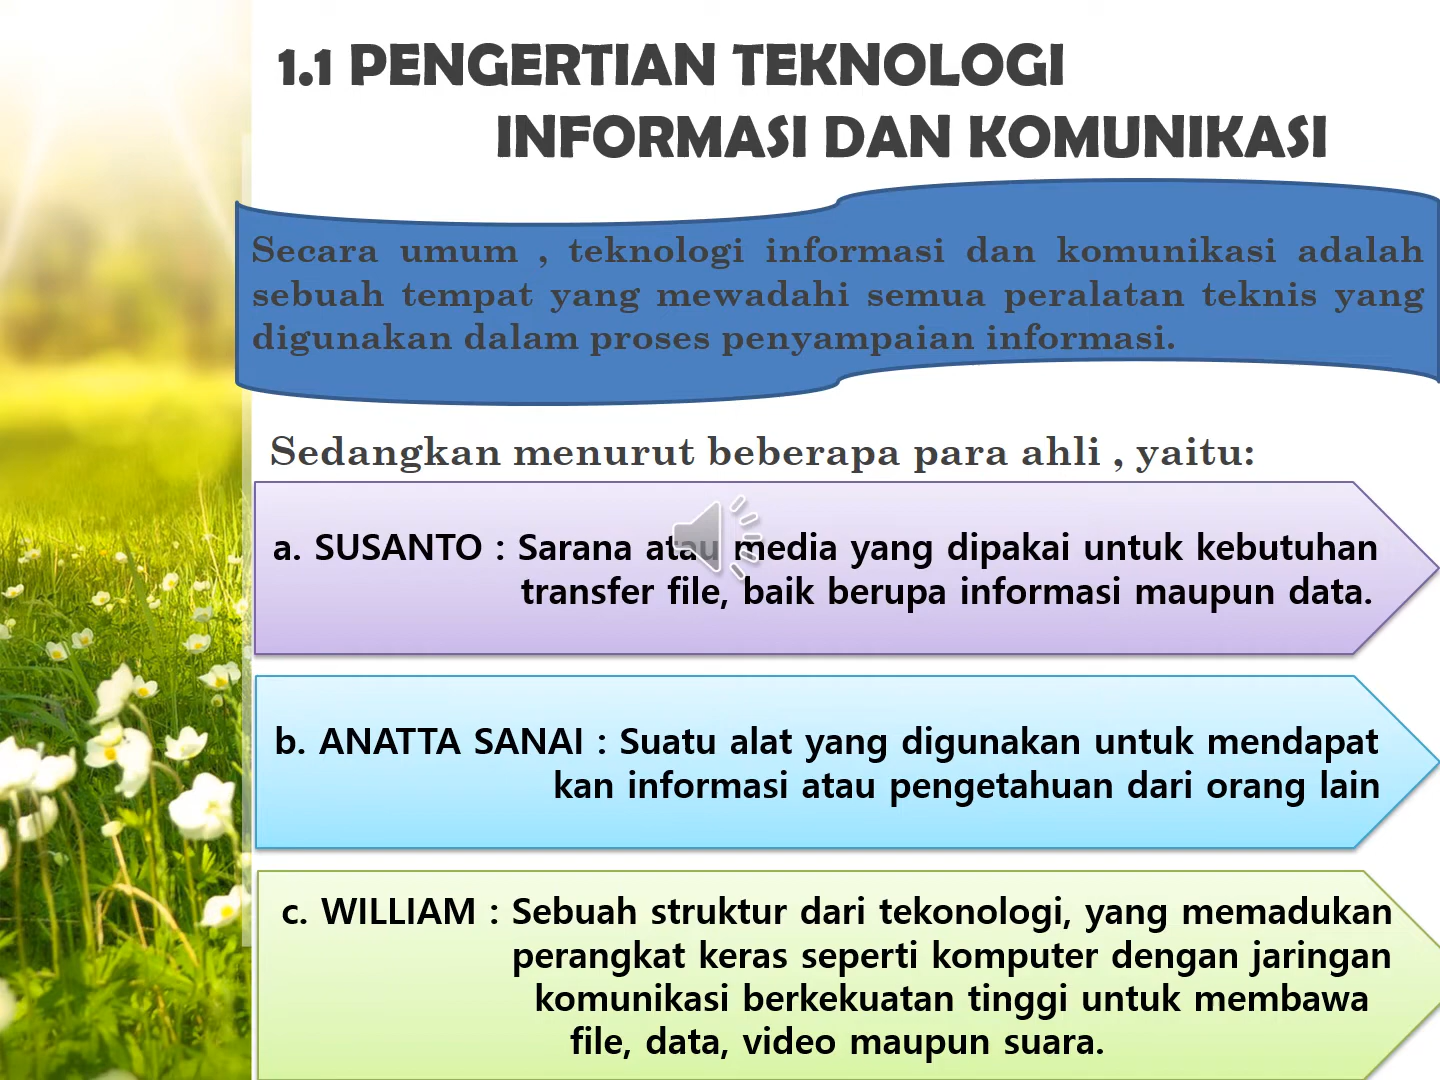 1.1 PENGERTIAN TEKNOLOGI
INFORMASI DAN KOMUNIKASI
Secara umum , teknologi informasi dan komunikasi adalah
sebuah tempat yang mewadahi semua peralatan teknis yang
digunakan dalam proses penyampaian informasi.
Sedangkan menurut beberapa para ahli , yaitu:
a. SUSANTO : Sarana atau media yang dipakai untuk kebutuhan
transfer file, baik berupa informasi maupun data.
b. ANATTA SANAI : Suatu alat yang digunakan untuk mendapat
kan informasi atau pengetahuan dari orang lain
c. WILLIAM : Sebuah struktur dari tekonologi, yang memadukan
perangkat keras seperti komputer dengan jaringan
komunikasi berkekuatan tinggi untuk membawa
file, data, video maupun suara.